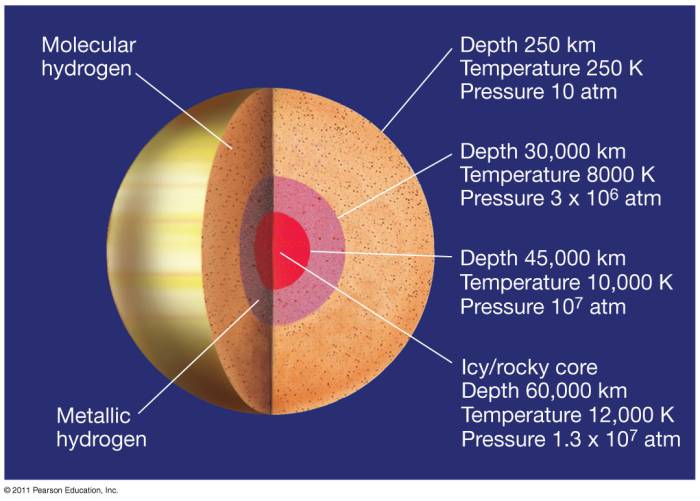 Molecular
hydrogen
Depth 250 km
Temperature 250 K
Pressure 10 atm
Depth 30,000 km
Temperature 8000 K
Pressure 3 x 10⁶ atm
Depth 45,000 km
Temperature 10,000 K
Pressure 10⁷ atm
Icy/rocky core
Depth 60,000 km
Temperature 12,000 K
Pressure 1.3 x 10⁷ atm
Metallic
hydrogen
© 2011 Pearson Education, Inc.